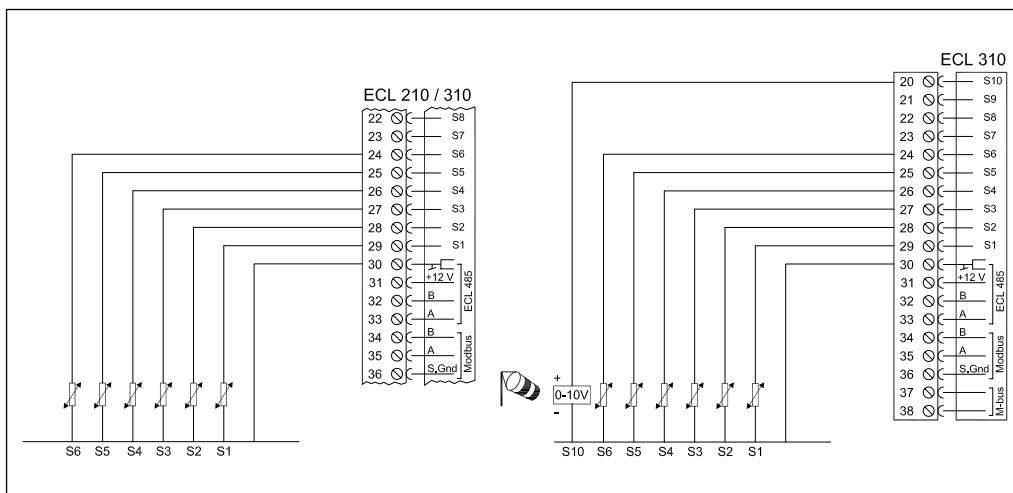 ECL 210 / 310
22 S8
23 S7
24 S6
25 S5
26 S4
27 S3
28 S2
29 S1
30
31 +12 V
32 B
33 A
ECL 485
34 B
35 A
36 S.Gnd
Modbus
S6 S5 S4 S3 S2 S1
ECL 310
20 S10
21 S9
22 S8
23 S7
24 S6
25 S5
26 S4
27 S3
28 S2
29 S1
30
31 +12 V
32 B
33 A
ECL 485
34 B
35 A
36 S.Gnd
Modbus
37
38
M-bus
+
0-10V
-
S10 S6 S5 S4 S3 S2 S1